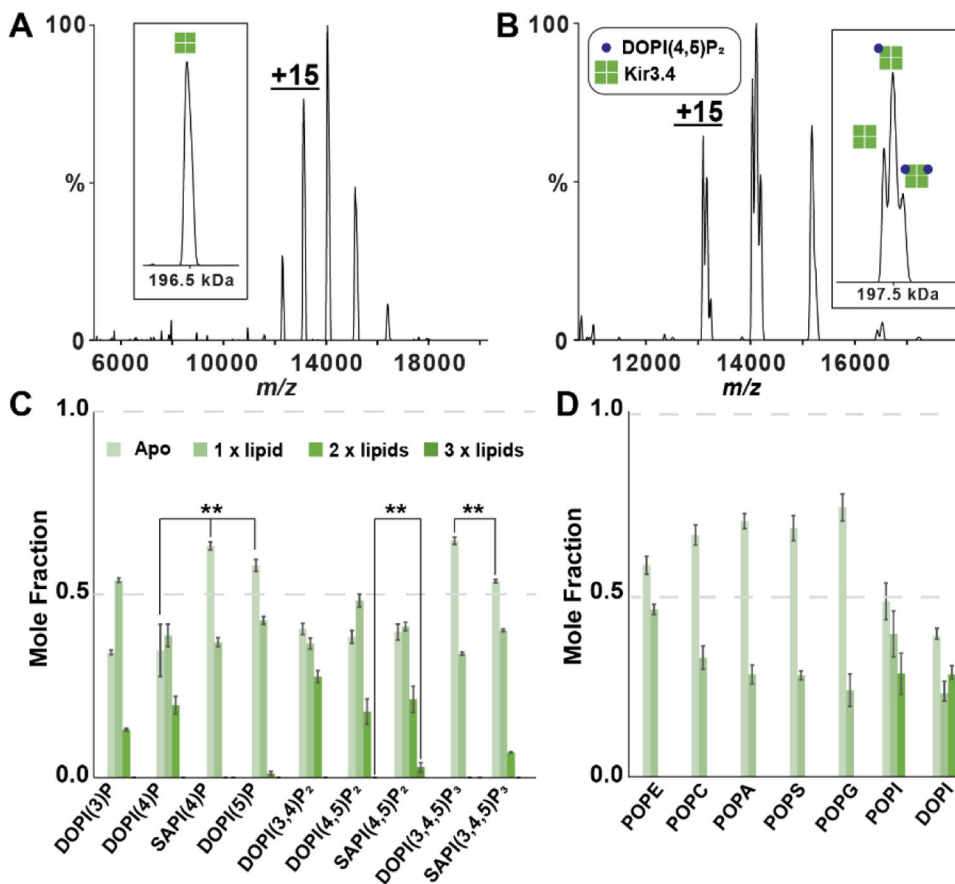 A
100
%
0
+15
196.5 kDa
6000 10000 14000 18000
m/z
B
100
%
0
DOPI(4,5)P₂
Kir3.4
+15
197.5 kDa
12000 14000 16000
m/z
C
1.0
0.5
0.0
Mole Fraction
Apo 1 x lipid 2 x lipids 3 x lipids
**
**
**
DOPI(3)P
DOPI(4)P
SAPI(4)P
DOPI(5)P
DOPI(3,4)P₂
DOPI(4,5)P₂
SAPI(4,5)P₂
DOPI(3,4,5)P₃
SAPI(3,4,5)P₃
D
1.0
0.5
0.0
Mole Fraction
POPE
POPC
POPA
POPS
POPG
POPI
DOPI